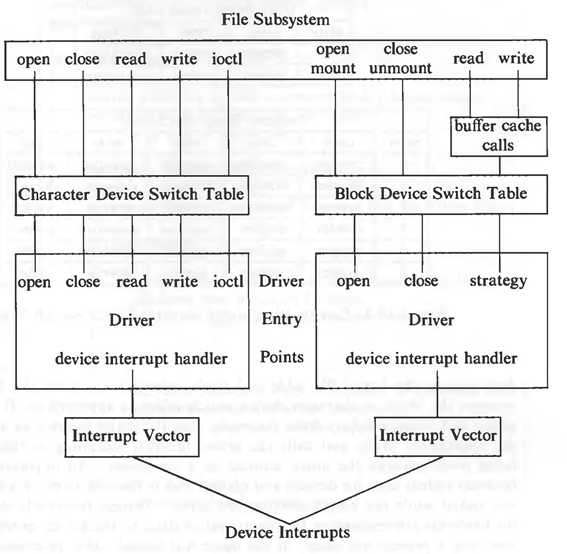 File Subsystem
open close read write ioctl
open close read write
mount unmount
buffer cache
calls
Character Device Switch Table
Block Device Switch Table
open close read write ioctl Driver open close strategy
Driver Entry Driver
device interrupt handler Points device interrupt handler
Interrupt Vector Interrupt Vector
Device Interrupts